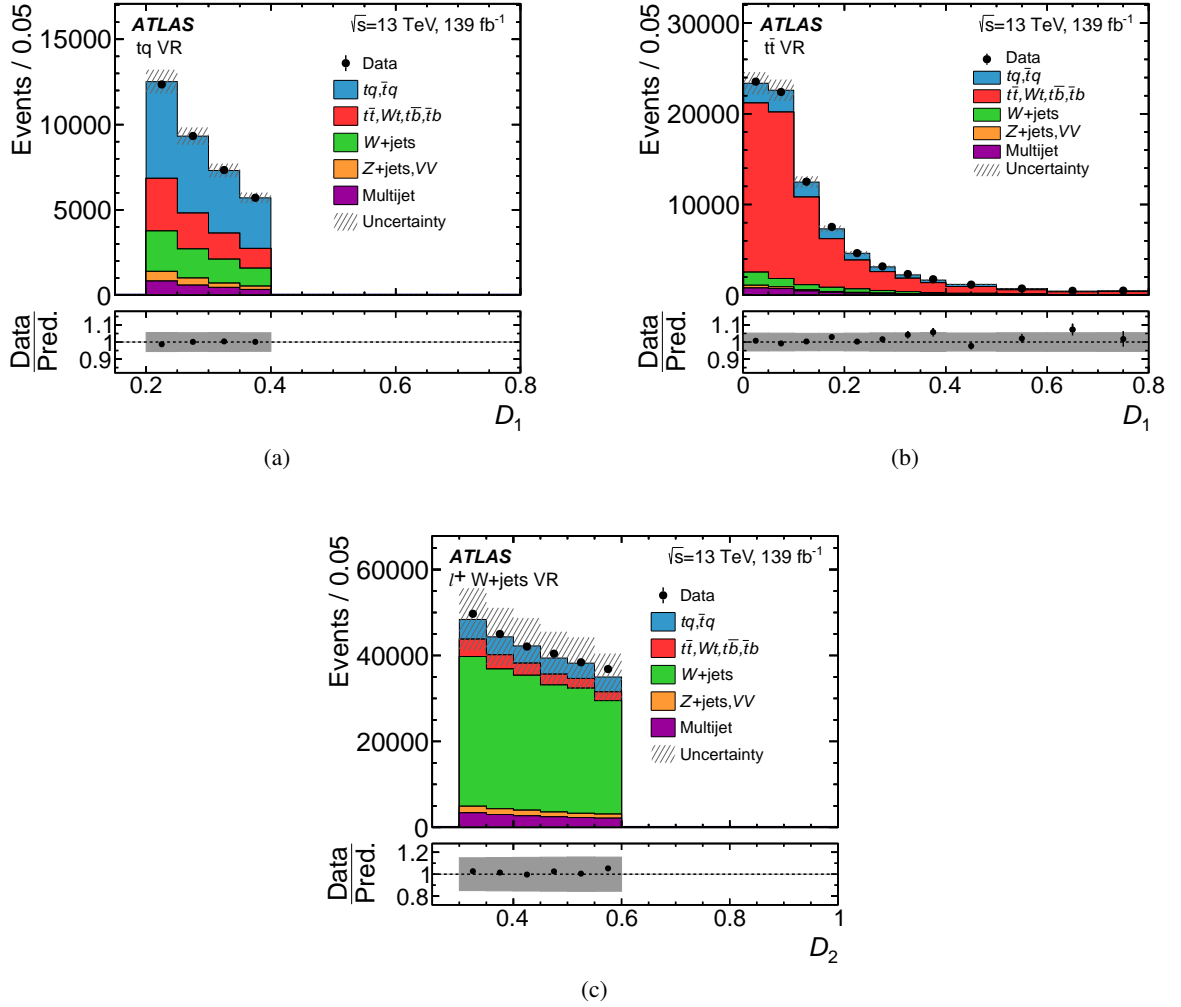 ATLAS
√s=13 TeV, 139 fb⁻¹
tq VR
Events / 0.05
15000
10000
5000
0
Data
tq,t̄q
tt̄,Wt,tb̄,t̄b
W+jets
Z+jets,VV
Multijet
Uncertainty
Data
Pred.
1.1
1
0.9
0.2 0.4 0.6 0.8
D₁
(a)
ATLAS
√s=13 TeV, 139 fb⁻¹
tt̄ VR
Events / 0.05
30000
20000
10000
0
Data
tq,t̄q
tt̄,Wt,tb̄,t̄b
W+jets
Z+jets,VV
Multijet
Uncertainty
Data
Pred.
1.1
1
0.9
0 0.2 0.4 0.6 0.8
D₁
(b)
ATLAS
√s=13 TeV, 139 fb⁻¹
l+ W+jets VR
Events / 0.05
60000
40000
20000
0
Data
tq,t̄q
tt̄,Wt,tb̄,t̄b
W+jets
Z+jets,VV
Multijet
Uncertainty
Data
Pred.
1.2
1
0.8
0.4 0.6 0.8 1
D₂
(c)